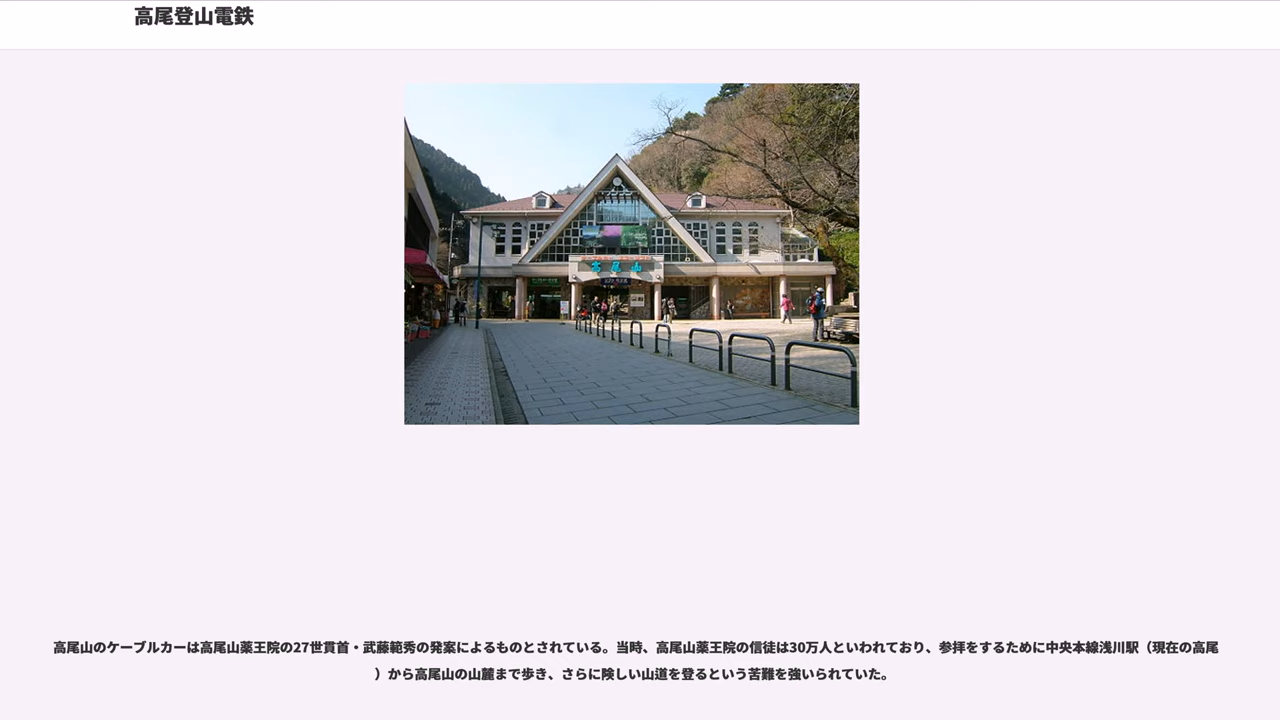 高尾登山電鉄
高尾山
高尾山のケーブルカーは高尾山薬王院の27世貫首・武藤範秀の発案によるものとされている。当時、高尾山薬王院の信徒は30万人といわれており、参拝をするために中央本線浅川駅（現在の高尾
）から高尾山の山麓まで歩き、さらに険しい山道を登るという苦難を強いられていた。